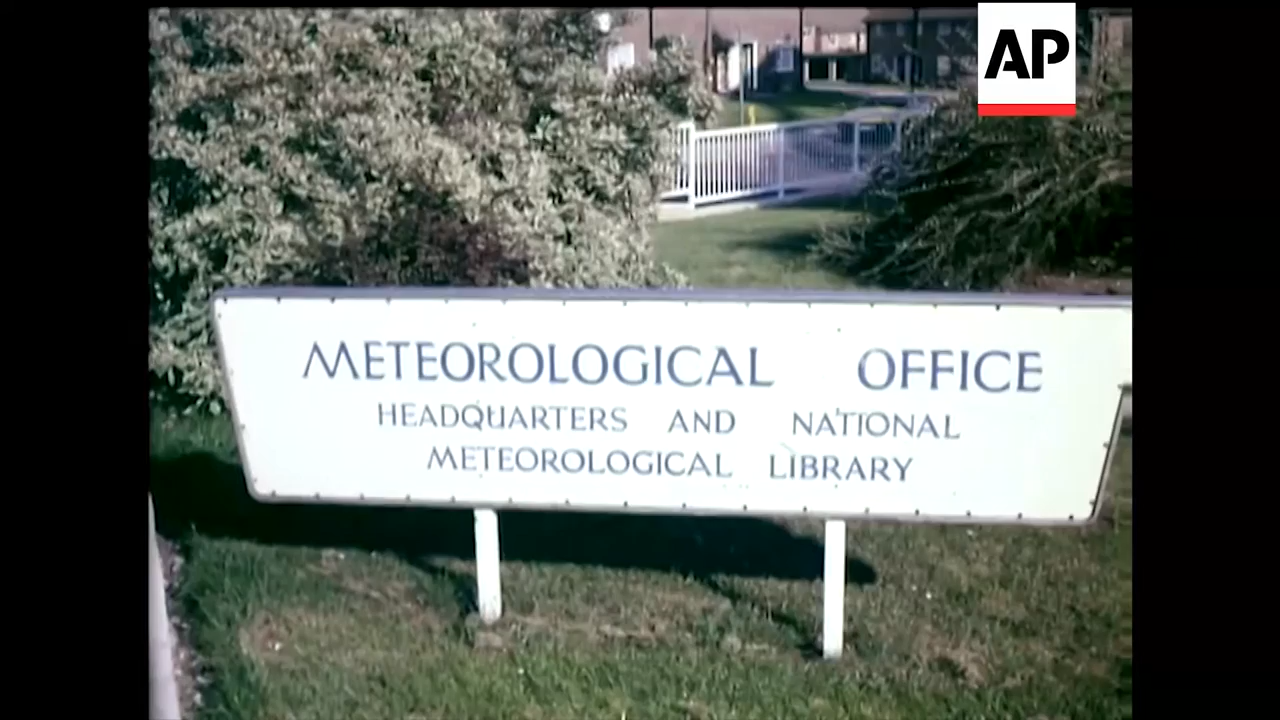 AP
METEOROLOGICAL OFFICE
HEADQUARTERS AND NATIONAL
METEOROLOGICAL LIBRARY